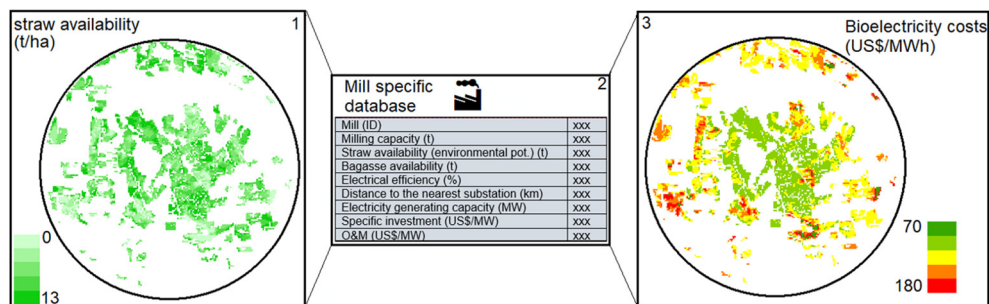 straw availability
(t/ha)
1
0
13
Mill specific
database
2
Mill (ID) xxx
Milling capacity (t) xxx
Straw availability (environmental pot.) (t) xxx
Bagasse availability (t) xxx
Electrical efficiency (%) xxx
Distance to the nearest substation (km) xxx
Electricity generating capacity (MW) xxx
Specific investment (US$/MW) xxx
O&M (US$/MW) xxx
3
Bioelectricity costs
(US$/MWh)
70
180